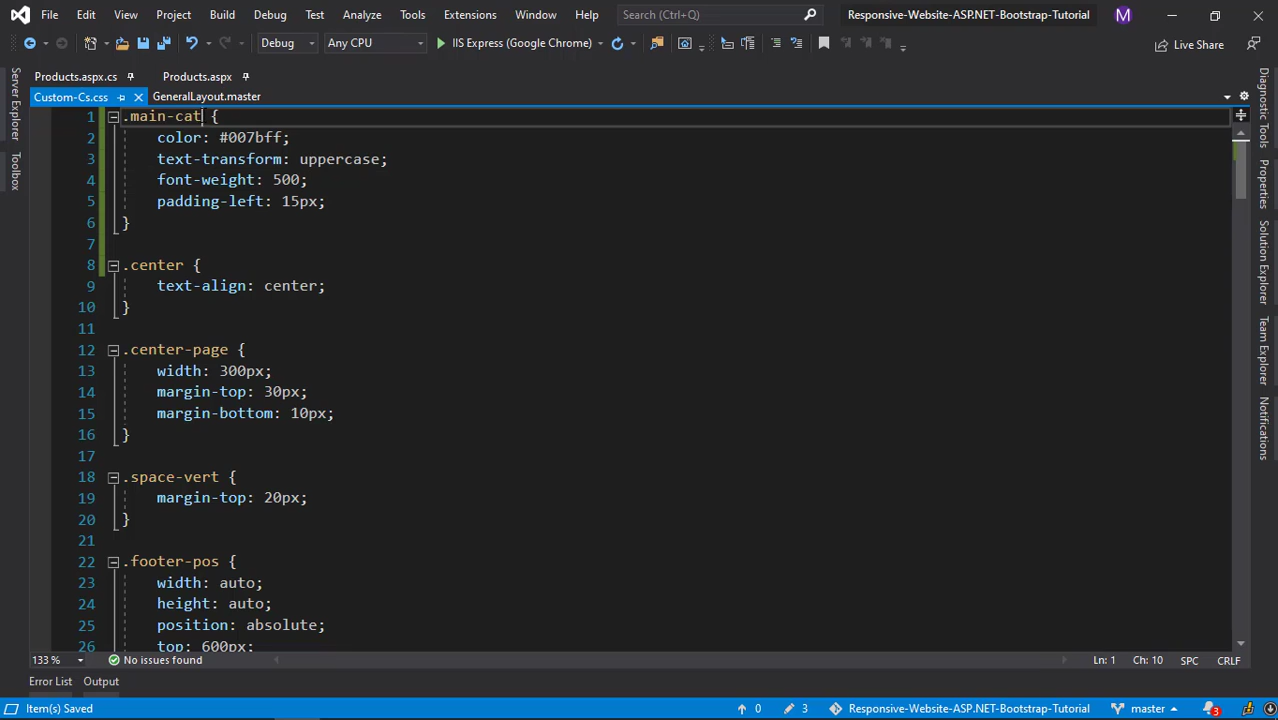 File Edit View Project Build Debug Test Analyze Tools Extensions Window Help Search (Ctrl+Q) Responsive-Website-ASP.NET-Bootstrap-Tutorial M
Debug Any CPU IIS Express (Google Chrome) Live Share
Products.aspx.cs Products.aspx
Custom-Cs.css GeneralLayout.master
Server Explorer
Toolbox
Diagnostic Tools
Properties
Solution Explorer
Team Explorer
Notifications
1 .main-cat {
2 color: #007bff;
3 text-transform: uppercase;
4 font-weight: 500;
5 padding-left: 15px;
6 }
7
8 .center {
9 text-align: center;
10 }
11
12 .center-page {
13 width: 300px;
14 margin-top: 30px;
15 margin-bottom: 10px;
16 }
17
18 .space-vert {
19 margin-top: 20px;
20 }
21
22 .footer-pos {
23 width: auto;
24 height: auto;
25 position: absolute;
26 top: 600px;
133 % No issues found Ln: 1 Ch: 10 SPC CRLF
Error List Output
Item(s) Saved 0 3 Responsive-Website-ASP.NET-Bootstrap-Tutorial master 3